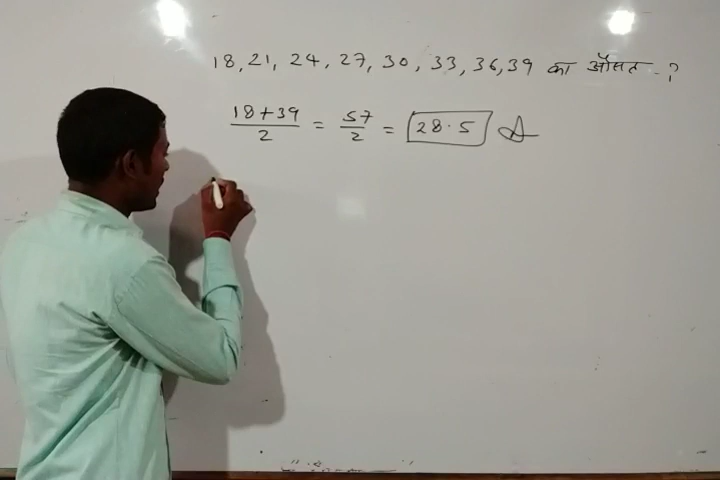 18, 21, 24, 27, 30, 33, 36, 39 का औसत - ?
18+39/2 = 57/2 = 28.5